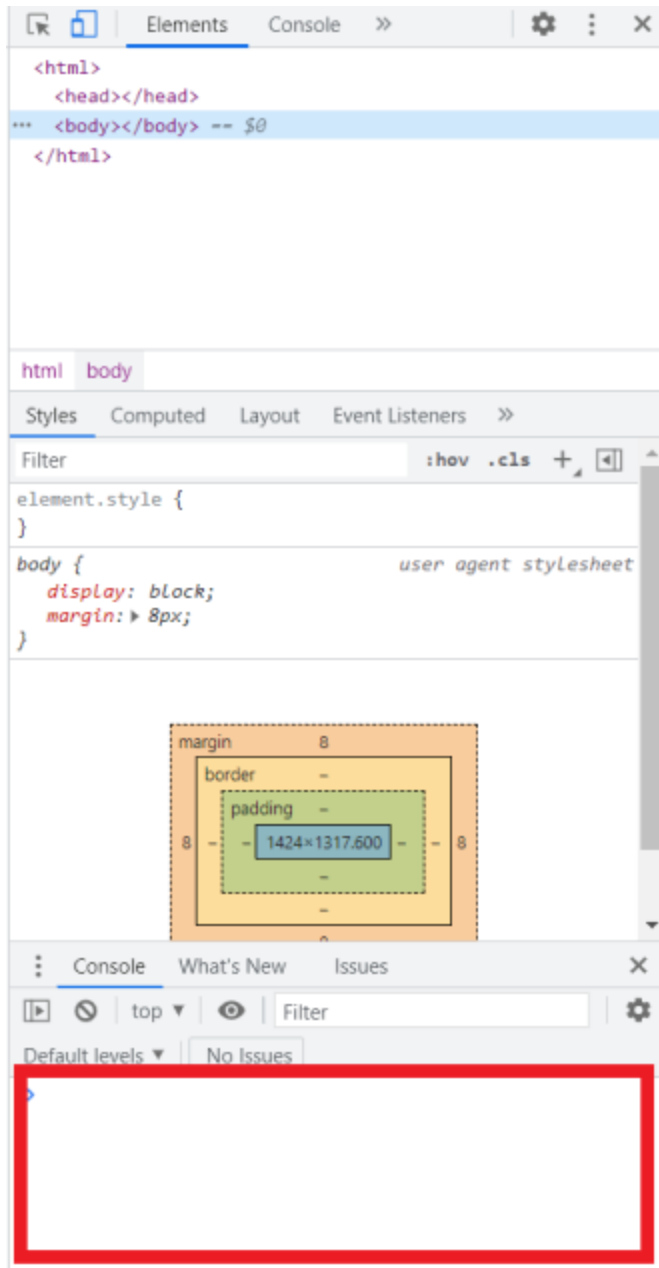 Elements Console »
<html>
<head></head>
··· <body></body> == $0
</html>
html body
Styles Computed Layout Event Listeners »
Filter :hov .cls +
element.style {
}
body { user agent stylesheet
display: block;
margin: 8px;
}
margin 8
border –
padding –
8 – – 1424×1317.600 – – 8
–
–
Console What's New Issues
top ▼ Filter
Default levels ▼ No Issues